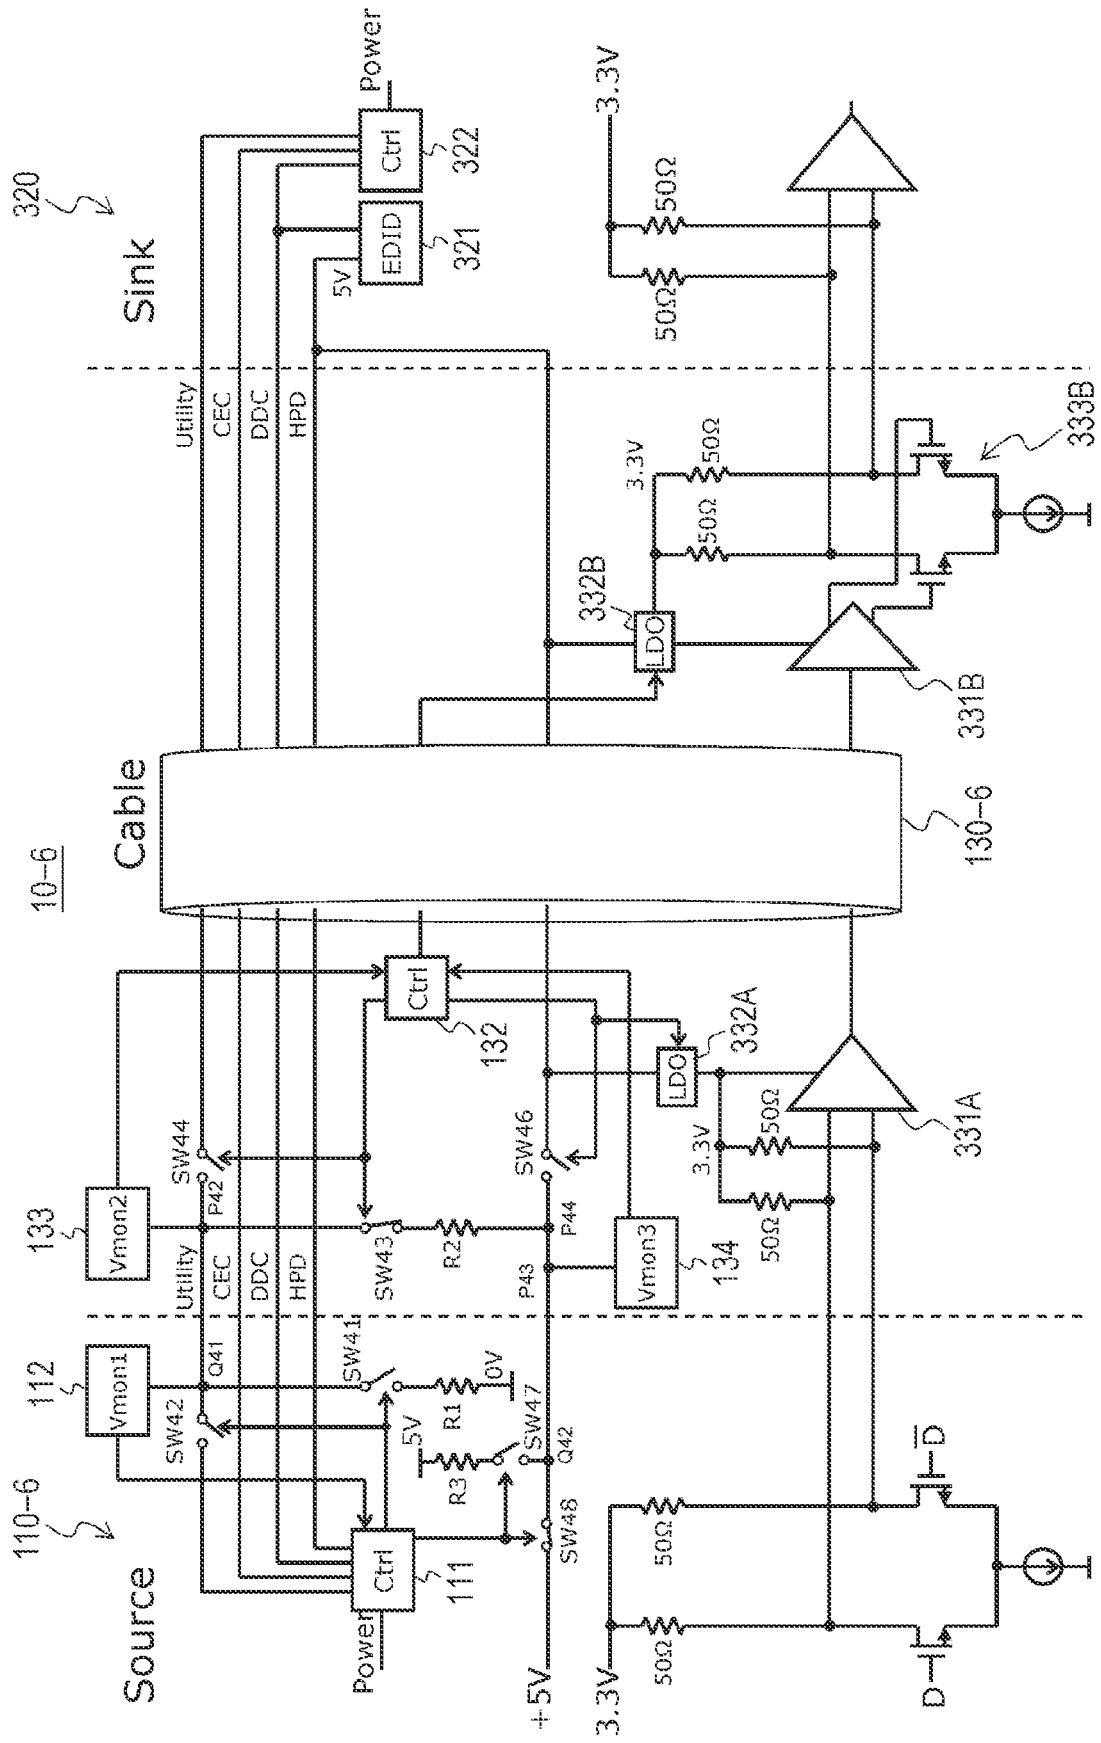 10-6
110-6
Source
Cable
Sink
320
112
Vmon1
133
Vmon2
SW42
Q41
Utility
P42
SW44
Utility
CEC
CEC
DDC
DDC
HPD
HPD
Power
Ctrl
111
SW41
R1
0V
5V
R3
SW47
Q42
SW48
+5V
SW43
R2
P43
P44
SW46
Ctrl
132
Vmon3
134
LDO
332A
3.3V
50Ω
50Ω
331A
130-6
LDO
332B
3.3V
50Ω
50Ω
331B
333B
5V
EDID
321
Ctrl
322
Power
3.3V
50Ω
50Ω
3.3V
50Ω
50Ω
D
D̅